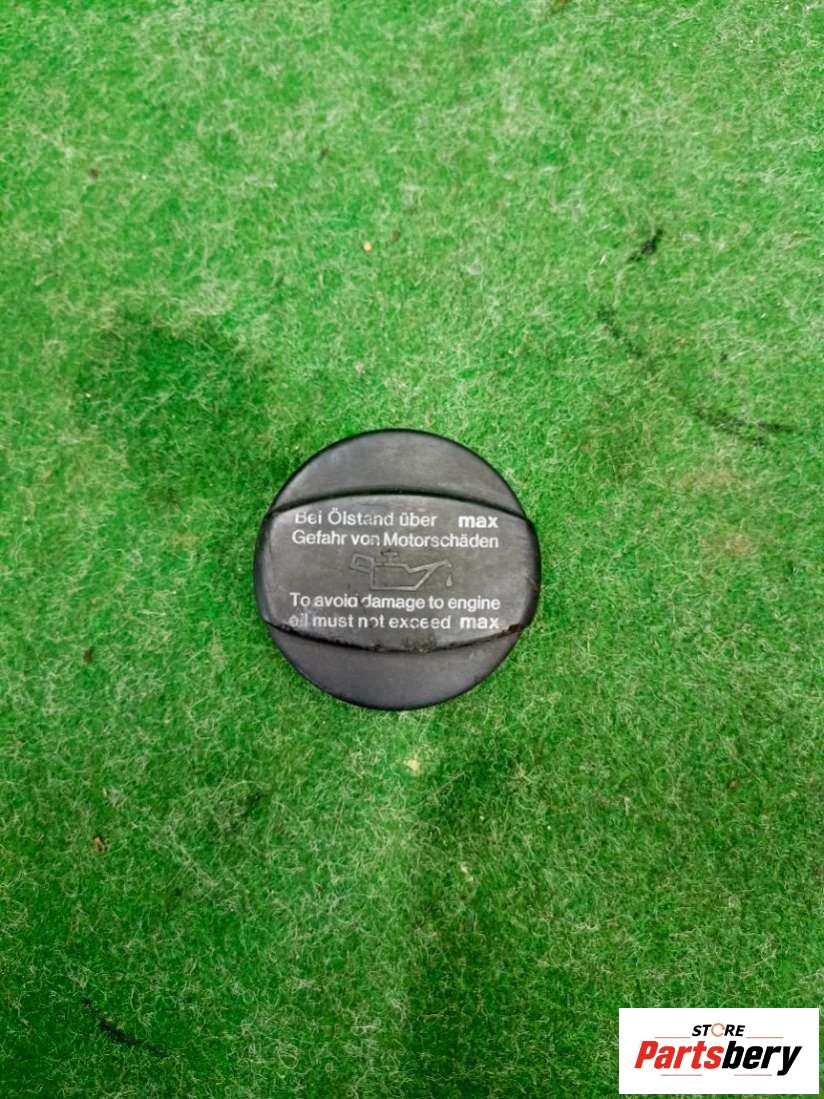 Bei Ölstand über max
Gefahr von Motorschäden
To avoid damage to engine
oil must not exceed max
STORE
Partsbery